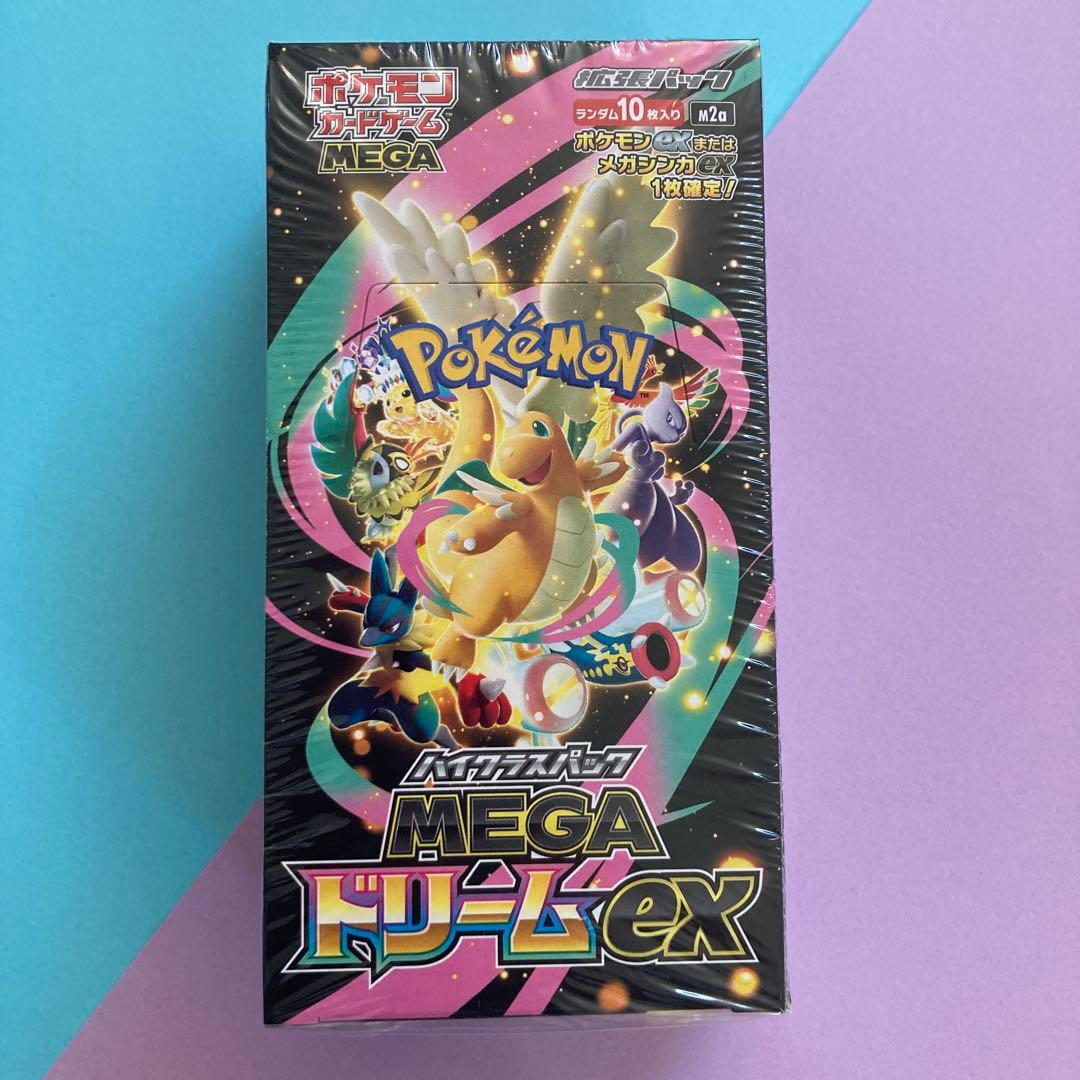 ポケモン
カードゲーム™
MEGA
拡張パック
ランダム10枚入り M2a
ポケモンexまたは
メガシンカex
1枚確定!
POKéMON™
ハイクラスパック
MEGA
ドリームex